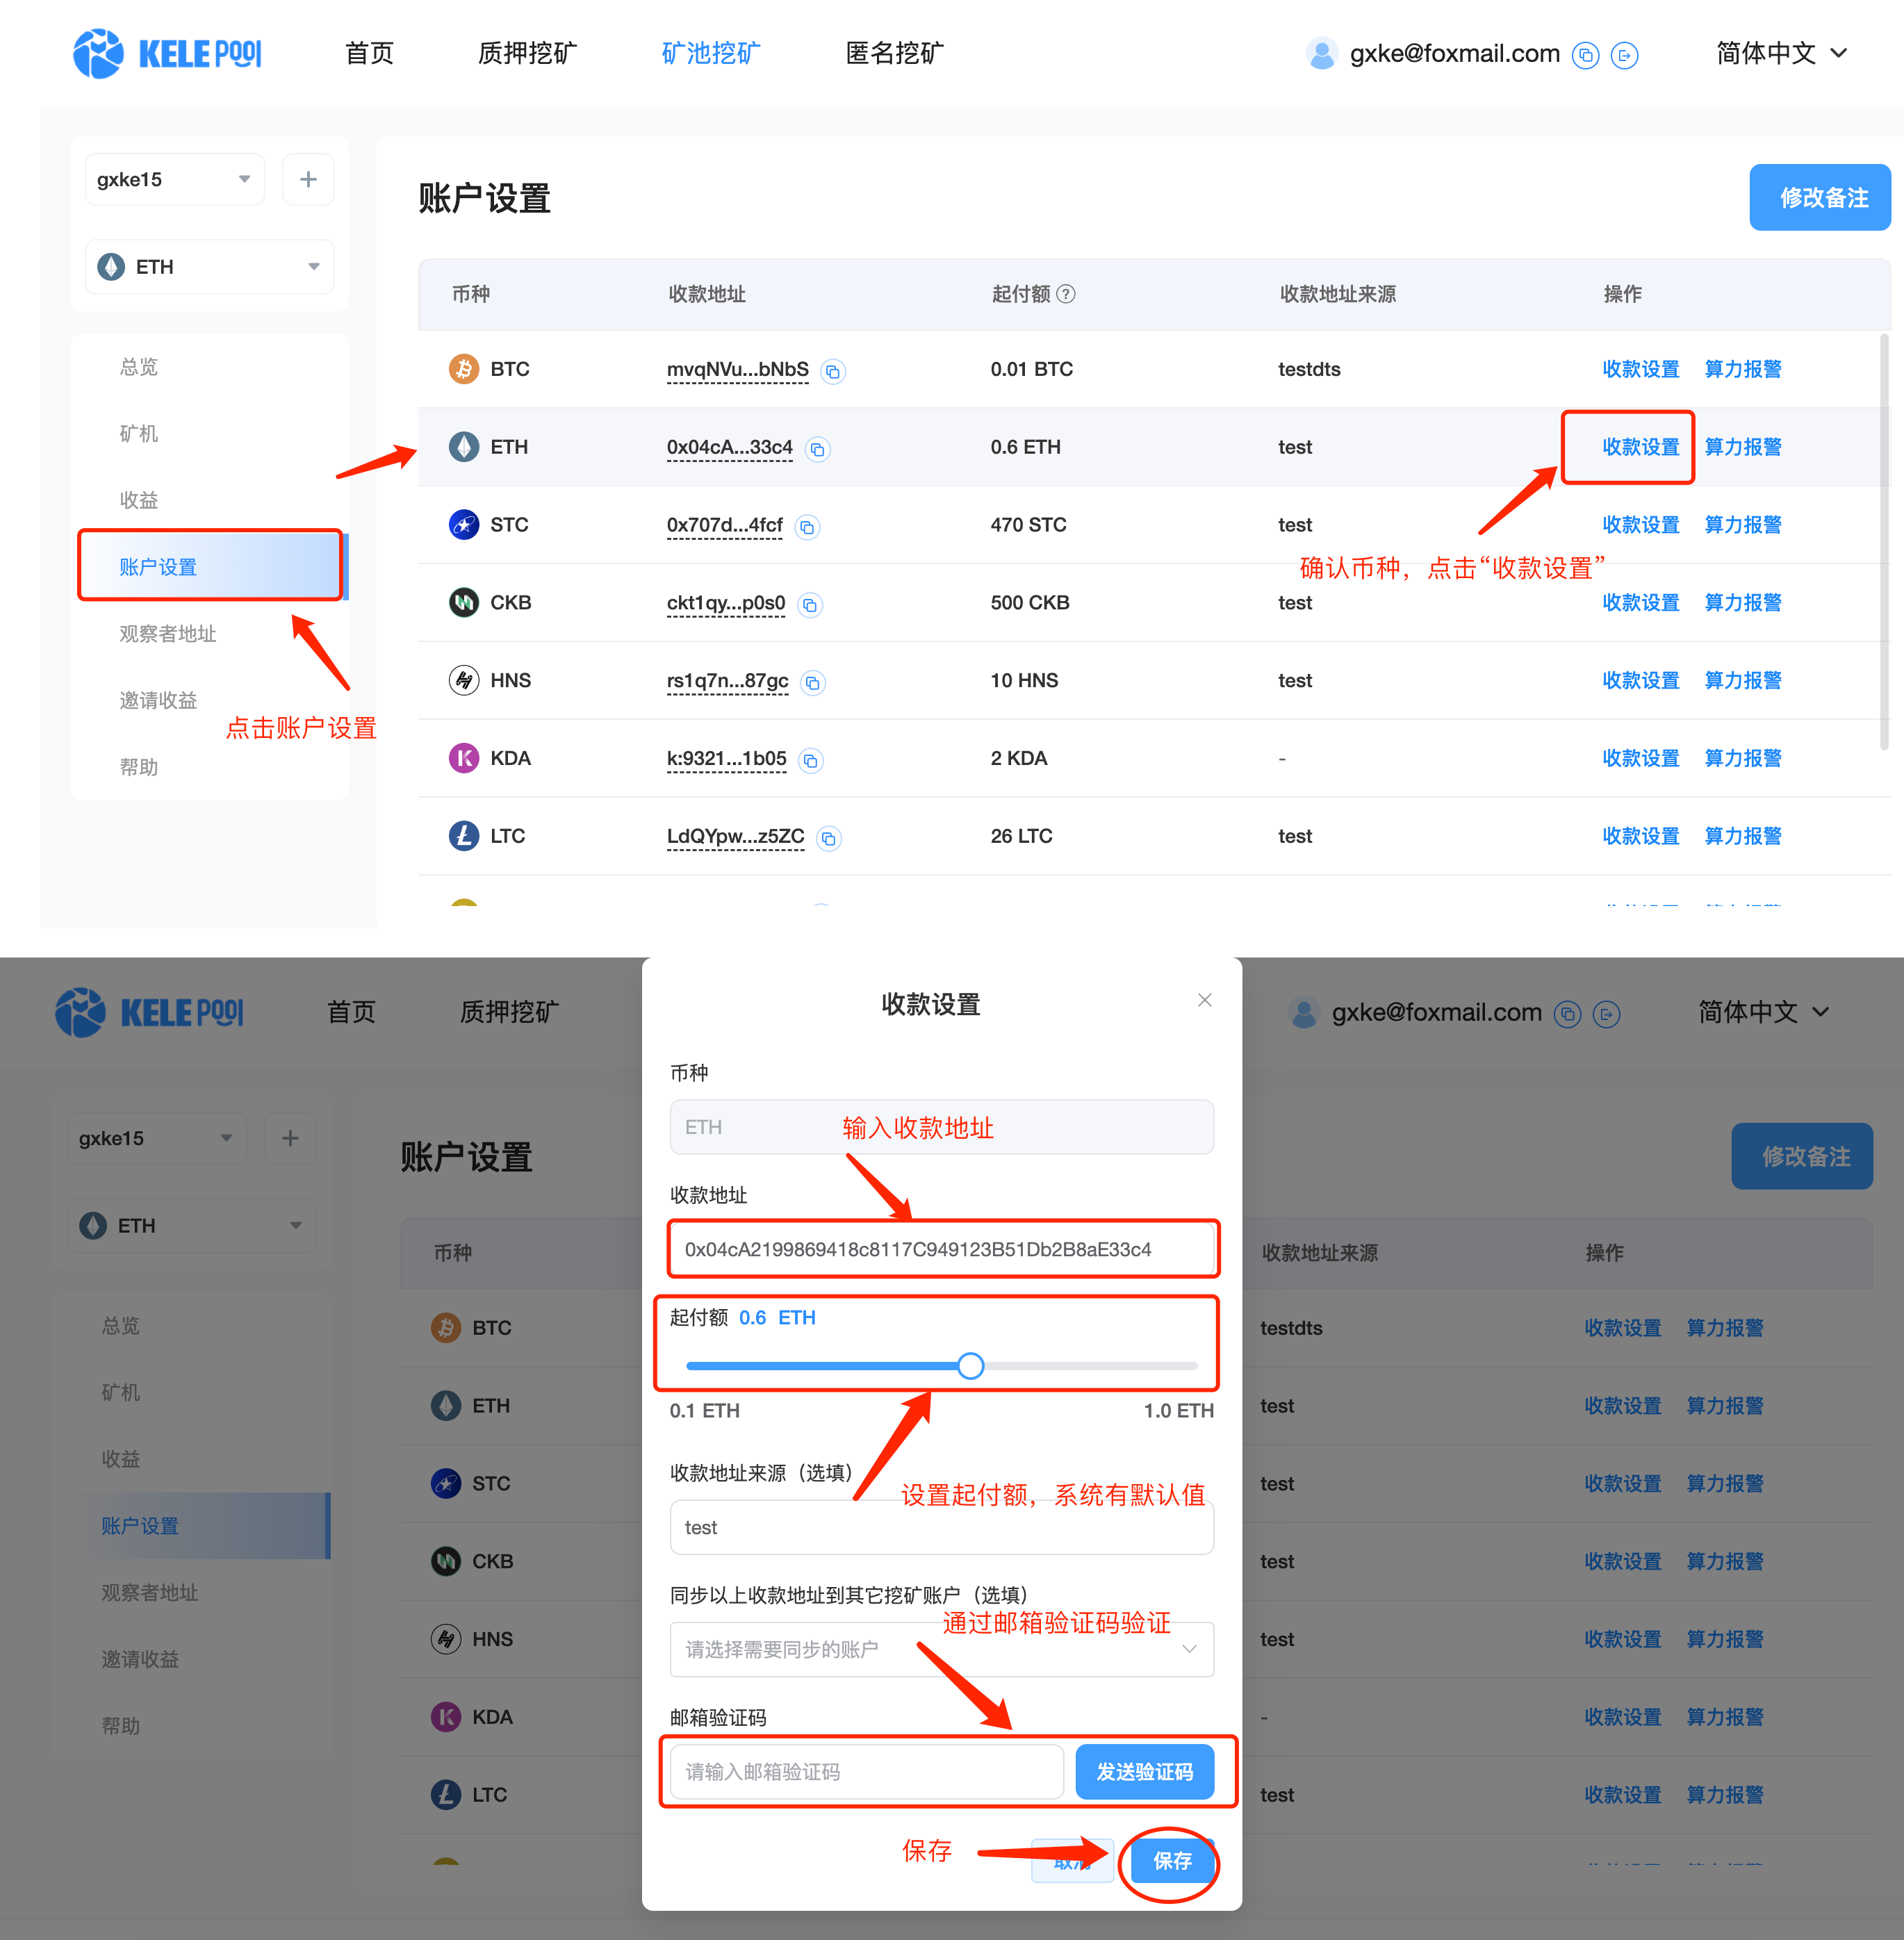 KELE POOL
首页
质押挖矿
矿池挖矿
匿名挖矿
gxke@foxmail.com
简体中文
gxke15
ETH
总览
矿机
收益
账户设置
观察者地址
邀请收益
帮助
点击账户设置
账户设置
修改备注
币种 收款地址 起付额 ? 收款地址来源 操作
BTC mvqNVu...bNbS 0.01 BTC testdts 收款设置 算力报警
ETH 0x04cA...33c4 0.6 ETH test 收款设置 算力报警
STC 0x707d...4fcf 470 STC test 收款设置 算力报警
确认币种，点击“收款设置”
CKB ckt1qy...p0s0 500 CKB test 收款设置 算力报警
HNS rs1q7n...87gc 10 HNS test 收款设置 算力报警
KDA k:9321...1b05 2 KDA - 收款设置 算力报警
LTC LdQYpw...z5ZC 26 LTC test 收款设置 算力报警
KELE POOL
首页
质押挖矿
gxke@foxmail.com
简体中文
gxke15
ETH
总览
矿机
收益
账户设置
观察者地址
邀请收益
帮助
账户设置
修改备注
币种
BTC
ETH
STC
CKB
HNS
KDA
LTC
收款设置
币种
ETH
输入收款地址
收款地址
0x04cA2199869418c8117C949123B51Db2B8aE33c4
起付额 0.6 ETH
0.1 ETH 1.0 ETH
收款地址来源（选填）
设置起付额，系统有默认值
test
同步以上收款地址到其它挖矿账户（选填）
通过邮箱验证码验证
请选择需要同步的账户
邮箱验证码
请输入邮箱验证码 发送验证码
保存
取消 保存
收款地址来源 操作
testdts 收款设置 算力报警
test 收款设置 算力报警
test 收款设置 算力报警
test 收款设置 算力报警
test 收款设置 算力报警
- 收款设置 算力报警
test 收款设置 算力报警